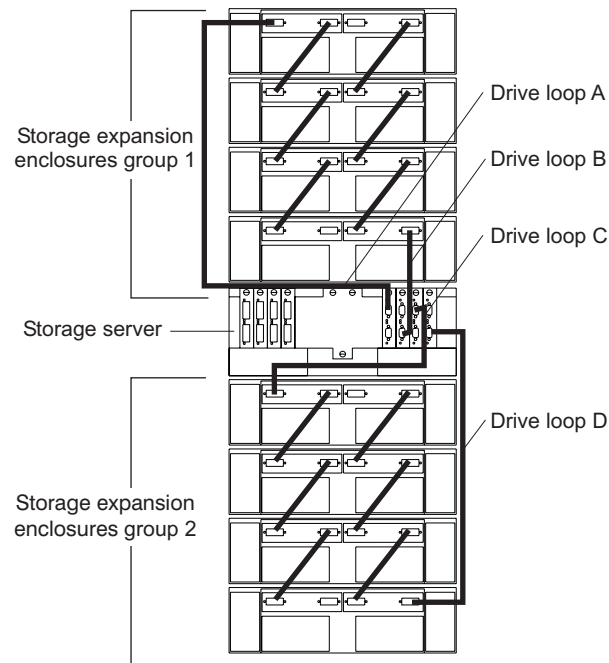 Drive loop A
Storage expansion
enclosures group 1
Drive loop B
Drive loop C
Storage server
Drive loop D
Storage expansion
enclosures group 2